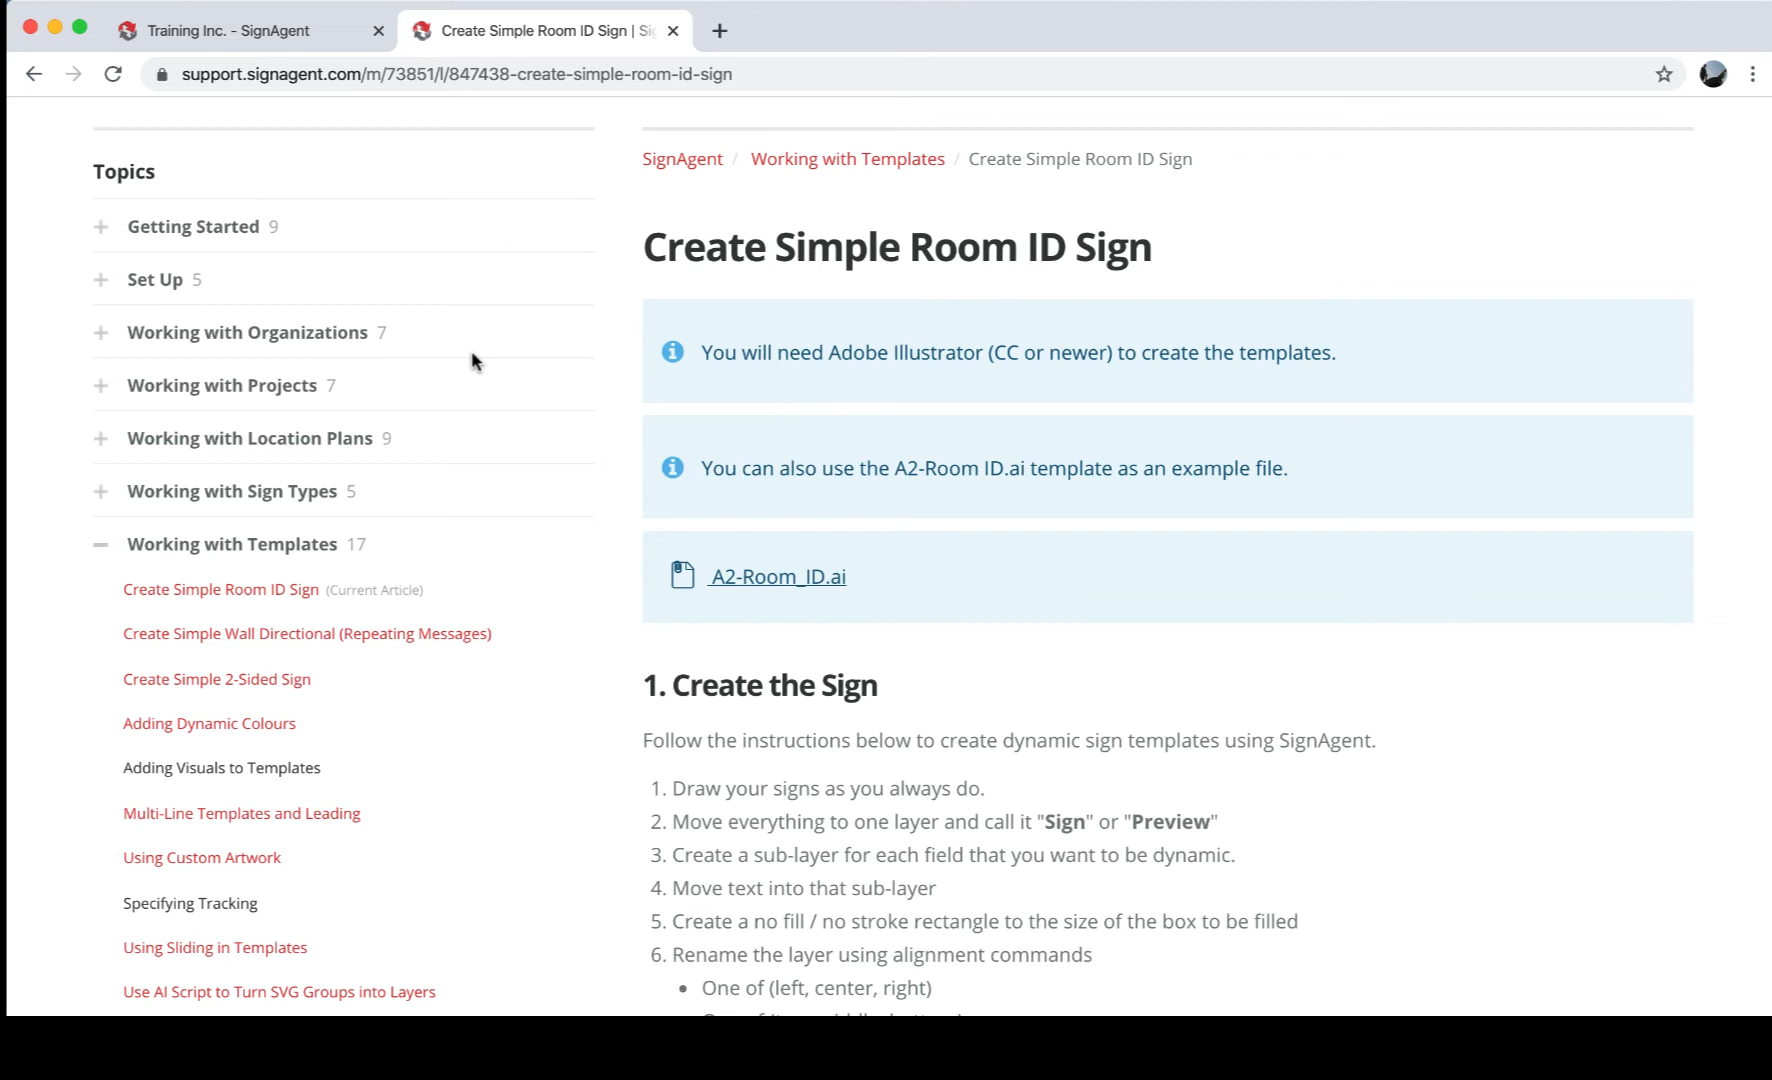 Training Inc. - SignAgent
Create Simple Room ID Sign | Sig
support.signagent.com/m/73851/l/847438-create-simple-room-id-sign
Topics
Getting Started 9
Set Up 5
Working with Organizations 7
Working with Projects 7
Working with Location Plans 9
Working with Sign Types 5
Working with Templates 17
Create Simple Room ID Sign (Current Article)
Create Simple Wall Directional (Repeating Messages)
Create Simple 2-Sided Sign
Adding Dynamic Colours
Adding Visuals to Templates
Multi-Line Templates and Leading
Using Custom Artwork
Specifying Tracking
Using Sliding in Templates
Use AI Script to Turn SVG Groups into Layers
SignAgent / Working with Templates / Create Simple Room ID Sign
Create Simple Room ID Sign
You will need Adobe Illustrator (CC or newer) to create the templates.
You can also use the A2-Room ID.ai template as an example file.
A2-Room_ID.ai
1. Create the Sign
Follow the instructions below to create dynamic sign templates using SignAgent.
1. Draw your signs as you always do.
2. Move everything to one layer and call it "Sign" or "Preview"
3. Create a sub-layer for each field that you want to be dynamic.
4. Move text into that sub-layer
5. Create a no fill / no stroke rectangle to the size of the box to be filled
6. Rename the layer using alignment commands
• One of (left, center, right)